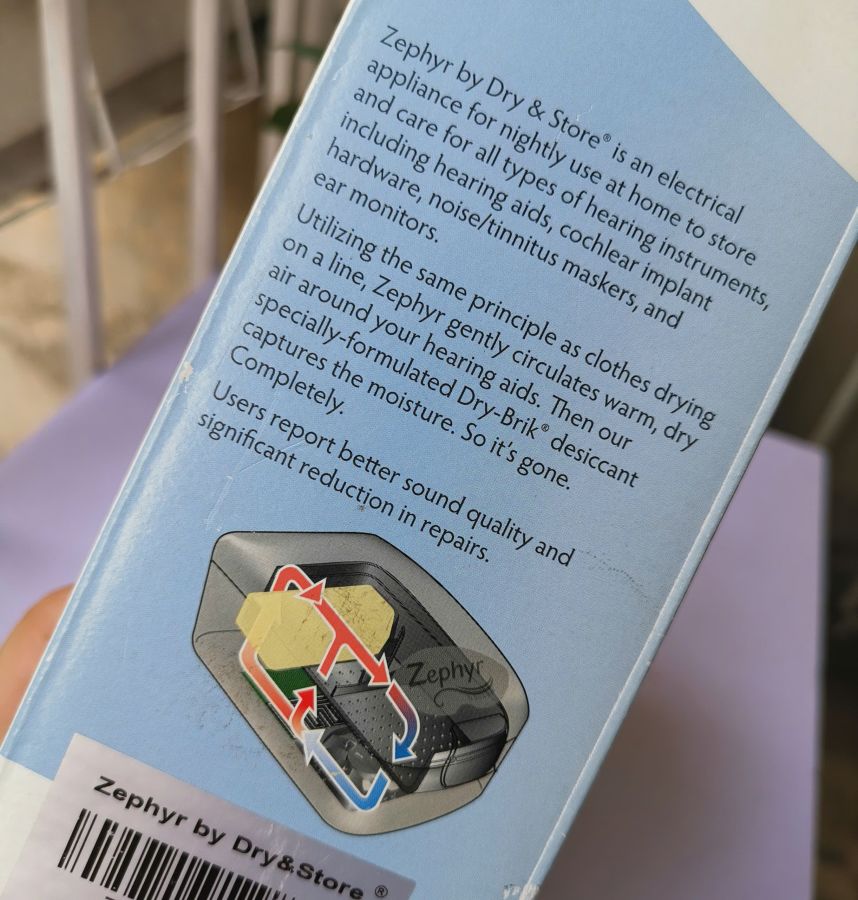 Zephyr by Dry & Store® is an electrical
appliance for nightly use at home to store
and care for all types of hearing instruments,
including hearing aids, cochlear implant
hardware, noise/tinnitus maskers, and
ear monitors.
Utilizing the same principle as clothes drying
on a line, Zephyr gently circulates warm, dry
air around your hearing aids. Then our
specially-formulated Dry-Brik® desiccant
captures the moisture. So it's gone.
Completely.
Users report better sound quality and
significant reduction in repairs.
Zephyr
Zephyr by Dry&Store ®